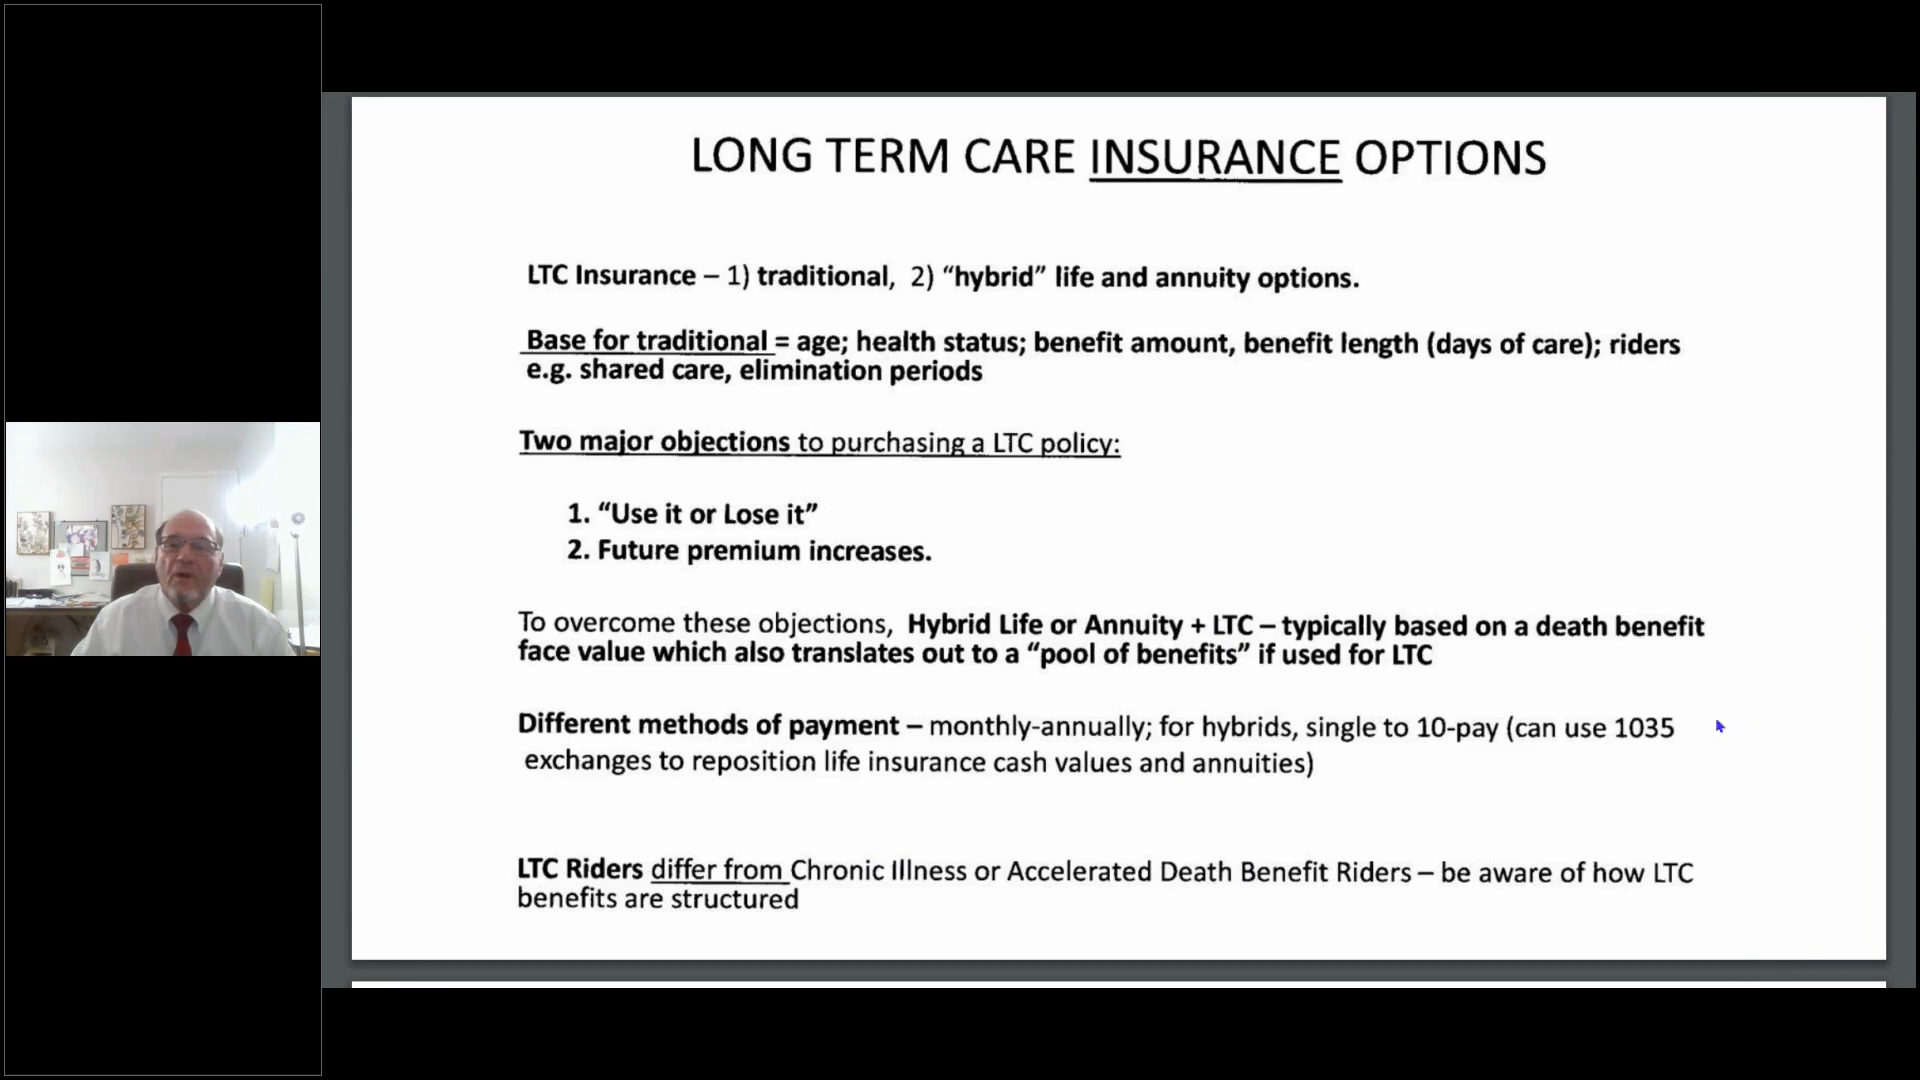 LONG TERM CARE INSURANCE OPTIONS
LTC Insurance – 1) traditional, 2) “hybrid” life and annuity options.
Base for traditional = age; health status; benefit amount, benefit length (days of care); riders
e.g. shared care, elimination periods
Two major objections to purchasing a LTC policy:
1. “Use it or Lose it”
2. Future premium increases.
To overcome these objections, Hybrid Life or Annuity + LTC – typically based on a death benefit
face value which also translates out to a “pool of benefits” if used for LTC
Different methods of payment – monthly-annually; for hybrids, single to 10-pay (can use 1035
exchanges to reposition life insurance cash values and annuities)
LTC Riders differ from Chronic Illness or Accelerated Death Benefit Riders – be aware of how LTC
benefits are structured